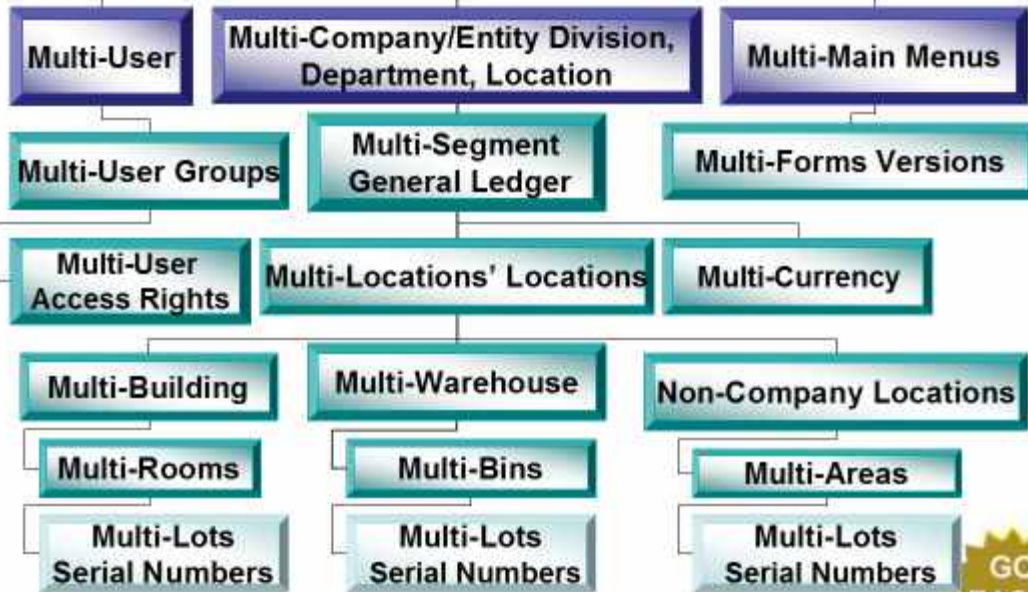 Multi-User
Multi-Company/Entity Division,
Department, Location
Multi-Main Menus
Multi-User Groups
Multi-Segment
General Ledger
Multi-Forms Versions
Multi-User
Access Rights
Multi-Locations' Locations
Multi-Currency
Multi-Building
Multi-Warehouse
Non-Company Locations
Multi-Rooms
Multi-Bins
Multi-Areas
Multi-Lots
Serial Numbers
Multi-Lots
Serial Numbers
Multi-Lots
Serial Numbers